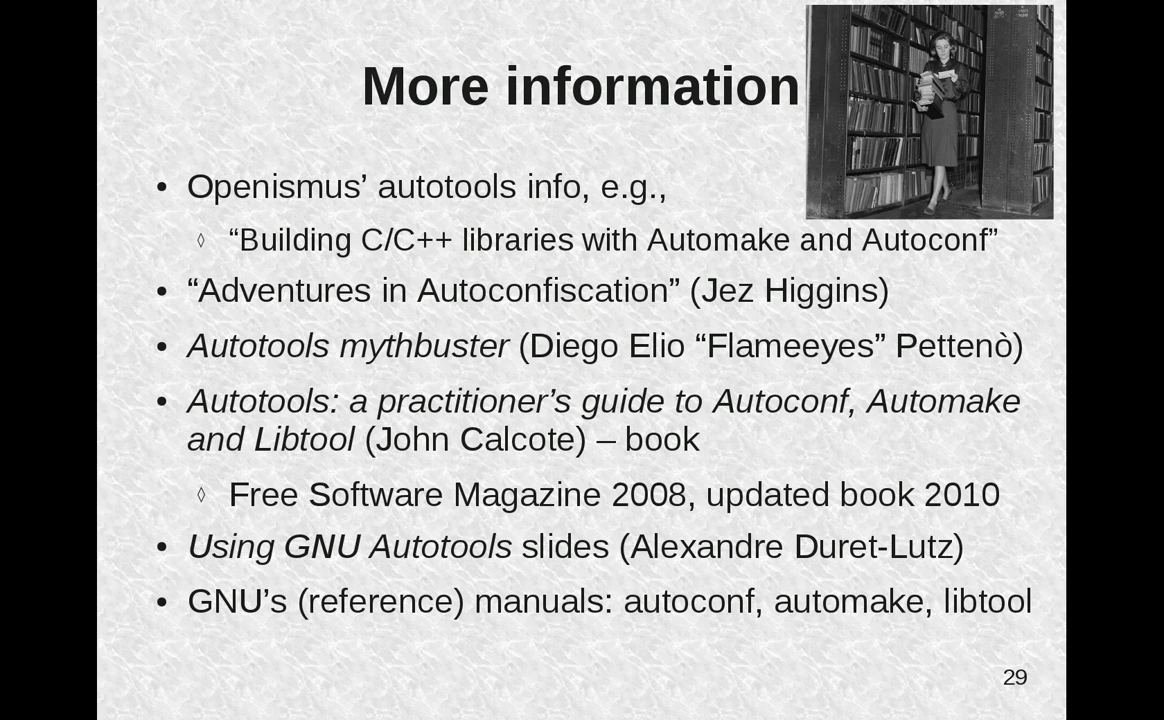 More information
• Openismus’ autotools info, e.g.,
◊ “Building C/C++ libraries with Automake and Autoconf”
• “Adventures in Autoconfiscation” (Jez Higgins)
• Autotools mythbuster (Diego Elio “Flameeyes” Pettenò)
• Autotools: a practitioner’s guide to Autoconf, Automake
and Libtool (John Calcote) – book
◊ Free Software Magazine 2008, updated book 2010
• Using GNU Autotools slides (Alexandre Duret-Lutz)
• GNU’s (reference) manuals: autoconf, automake, libtool
29